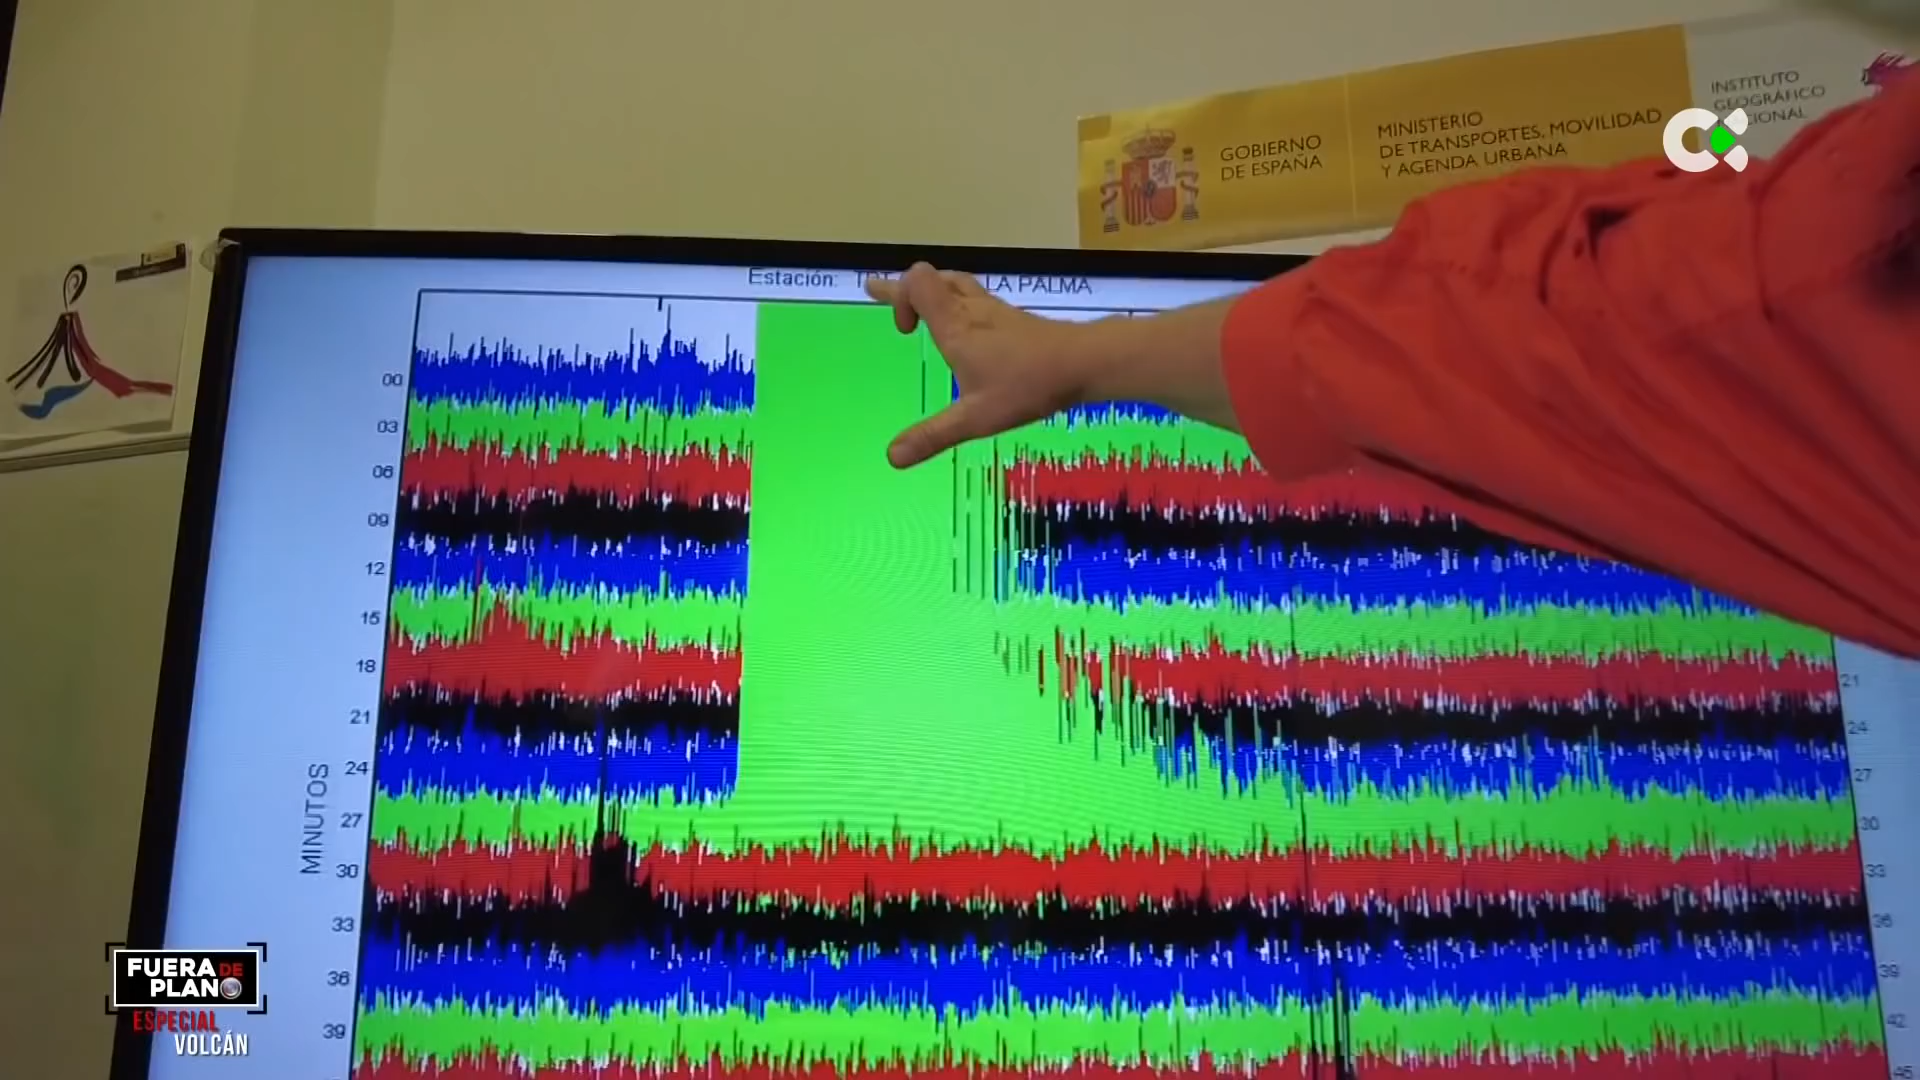 GOBIERNO
DE ESPAÑA
MINISTERIO
DE TRANSPORTES, MOVILIDAD
Y AGENDA URBANA
INSTITUTO
GEOGRÁFICO
Estación:
LA PALMA
MINUTOS
00
03
06
09
12
15
18
21
24
27
30
33
36
39
21
24
27
30
33
36
39
42
45
FUERA DE
PLANO
ESPECIAL
VOLCÁN